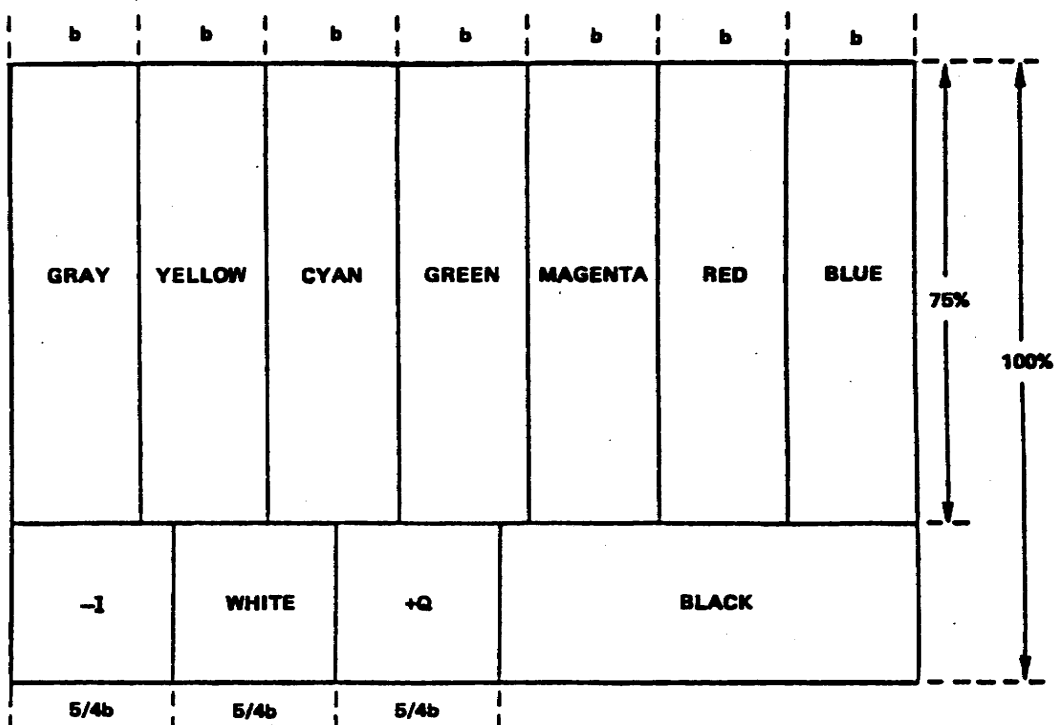 b b b b b b b
GRAY YELLOW CYAN GREEN MAGENTA RED BLUE
75%
100%
–I WHITE +Q BLACK
5/4b 5/4b 5/4b